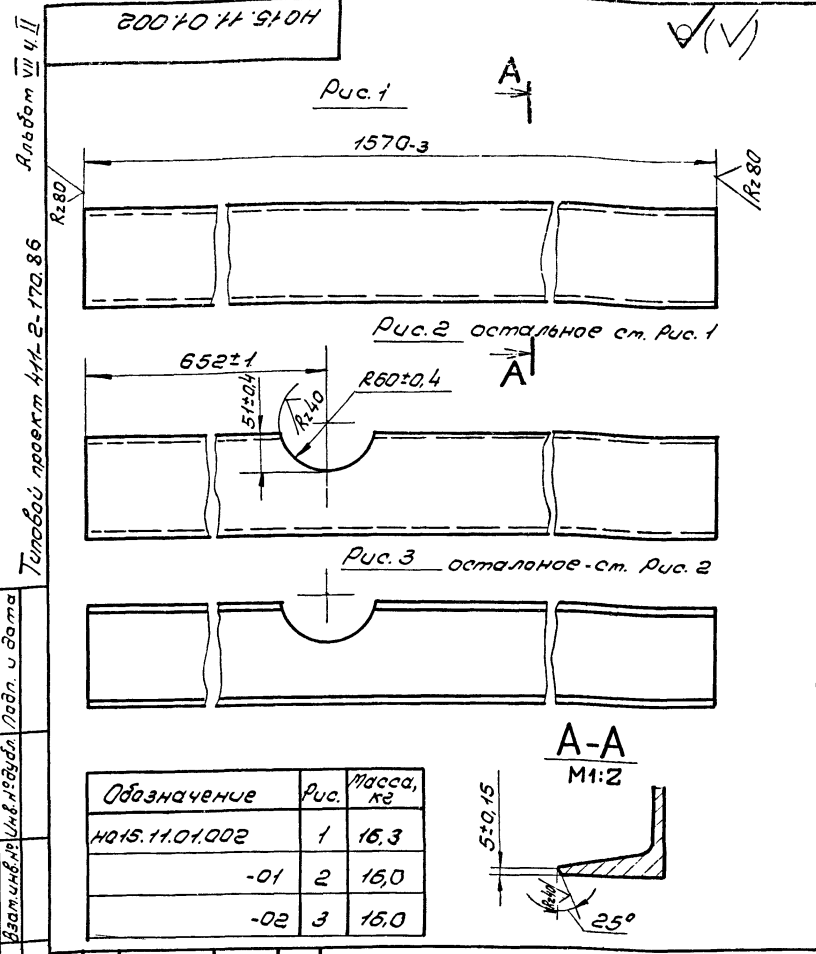 НО15.11.01.002
Альбом VII ч.II
Типовой проект 411-2-170.86
√(√)
Рис. 1
А
1570-3
Rz80
Rz80
Рис. 2 остальное см. Рис. 1
А
652±1
51±0,4
R60±0,4
Rz40
Рис. 3 остальное-см. Рис. 2
А-А
М1:2
5±0,15
Rz40
25°
Обозначение Рис. Масса, кг
НО15.11.01.002 1 16,3
-01 2 16,0
-02 3 16,0
Подп. и дата
Инв.№дубл.
Взам.инв.№